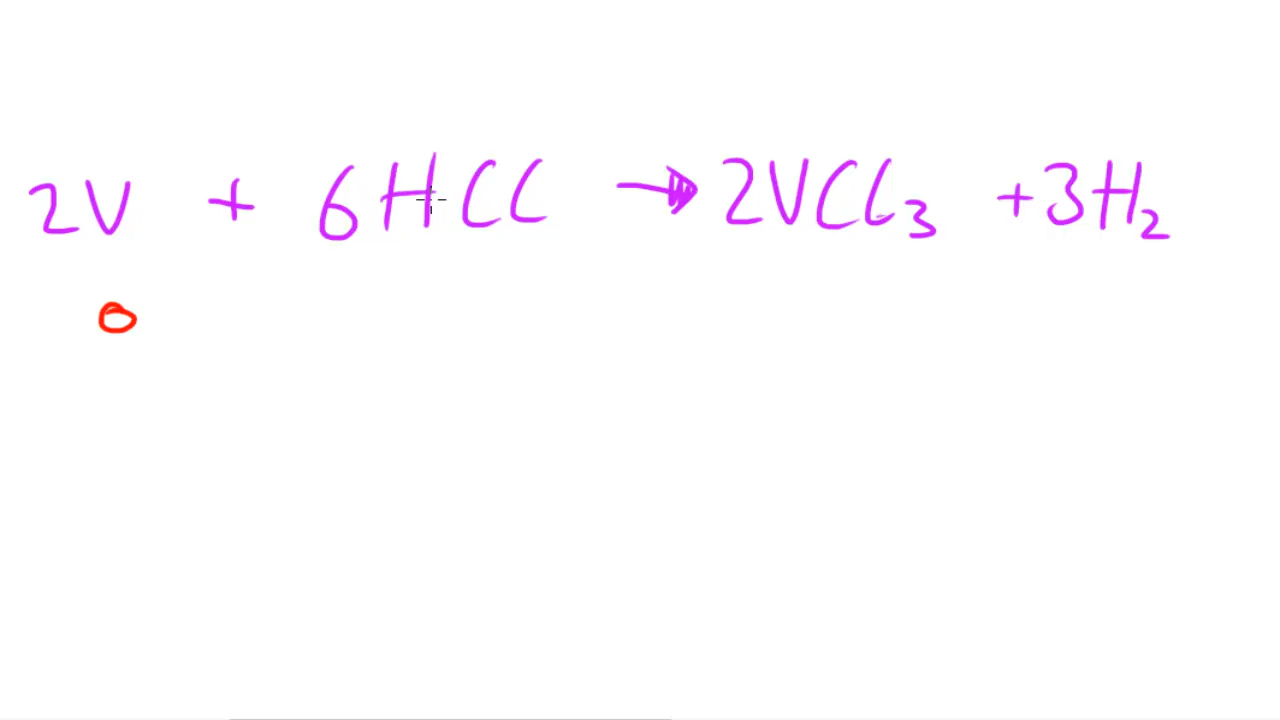 2V + 6HCl → 2VCl₃ + 3H₂
0